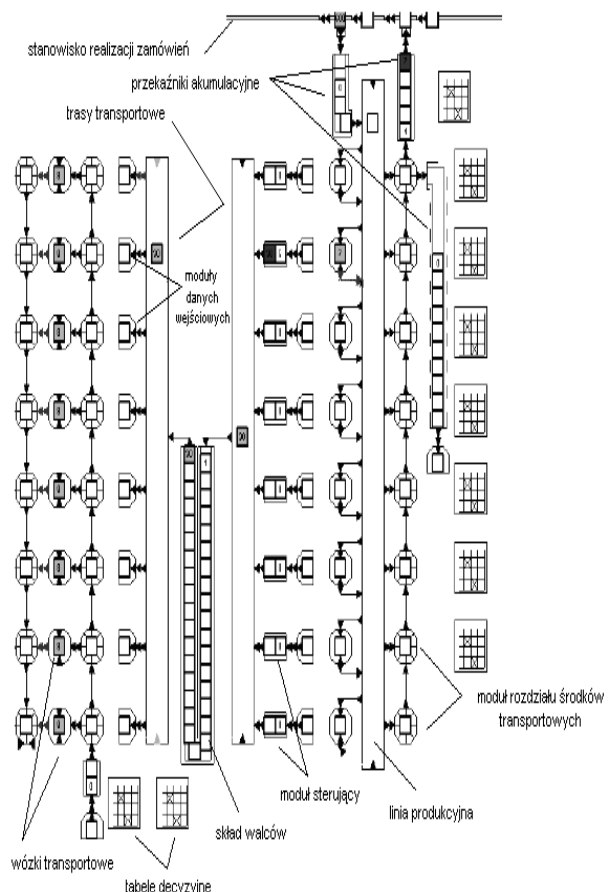 stanowisko realizacji zamówień
przekaźniki akumulacyjne
trasy transportowe
moduły
danych
wejściowych
moduł rozdziału środków
transportowych
linia produkcyjna
moduł sterujący
skład walców
wózki transportowe
tabele decyzyjne